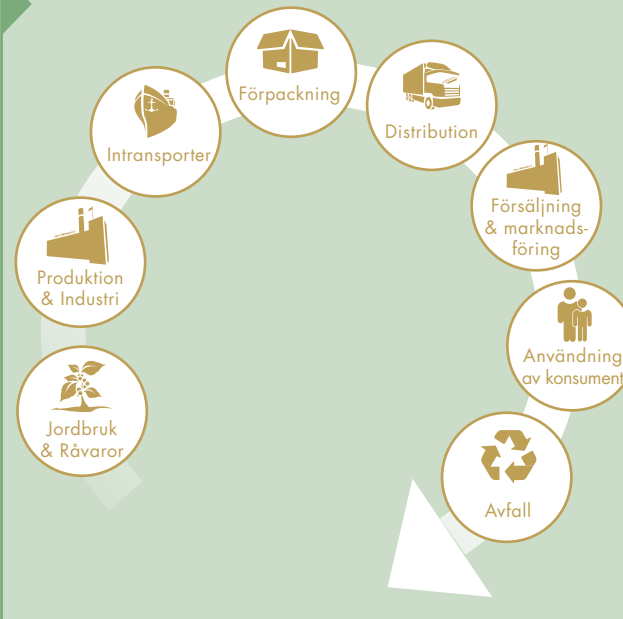 Jordbruk
& Råvaror
Produktion
& Industri
Intransporter
Förpackning
Distribution
Försäljning
& marknads-
föring
Användning
av konsument
Avfall